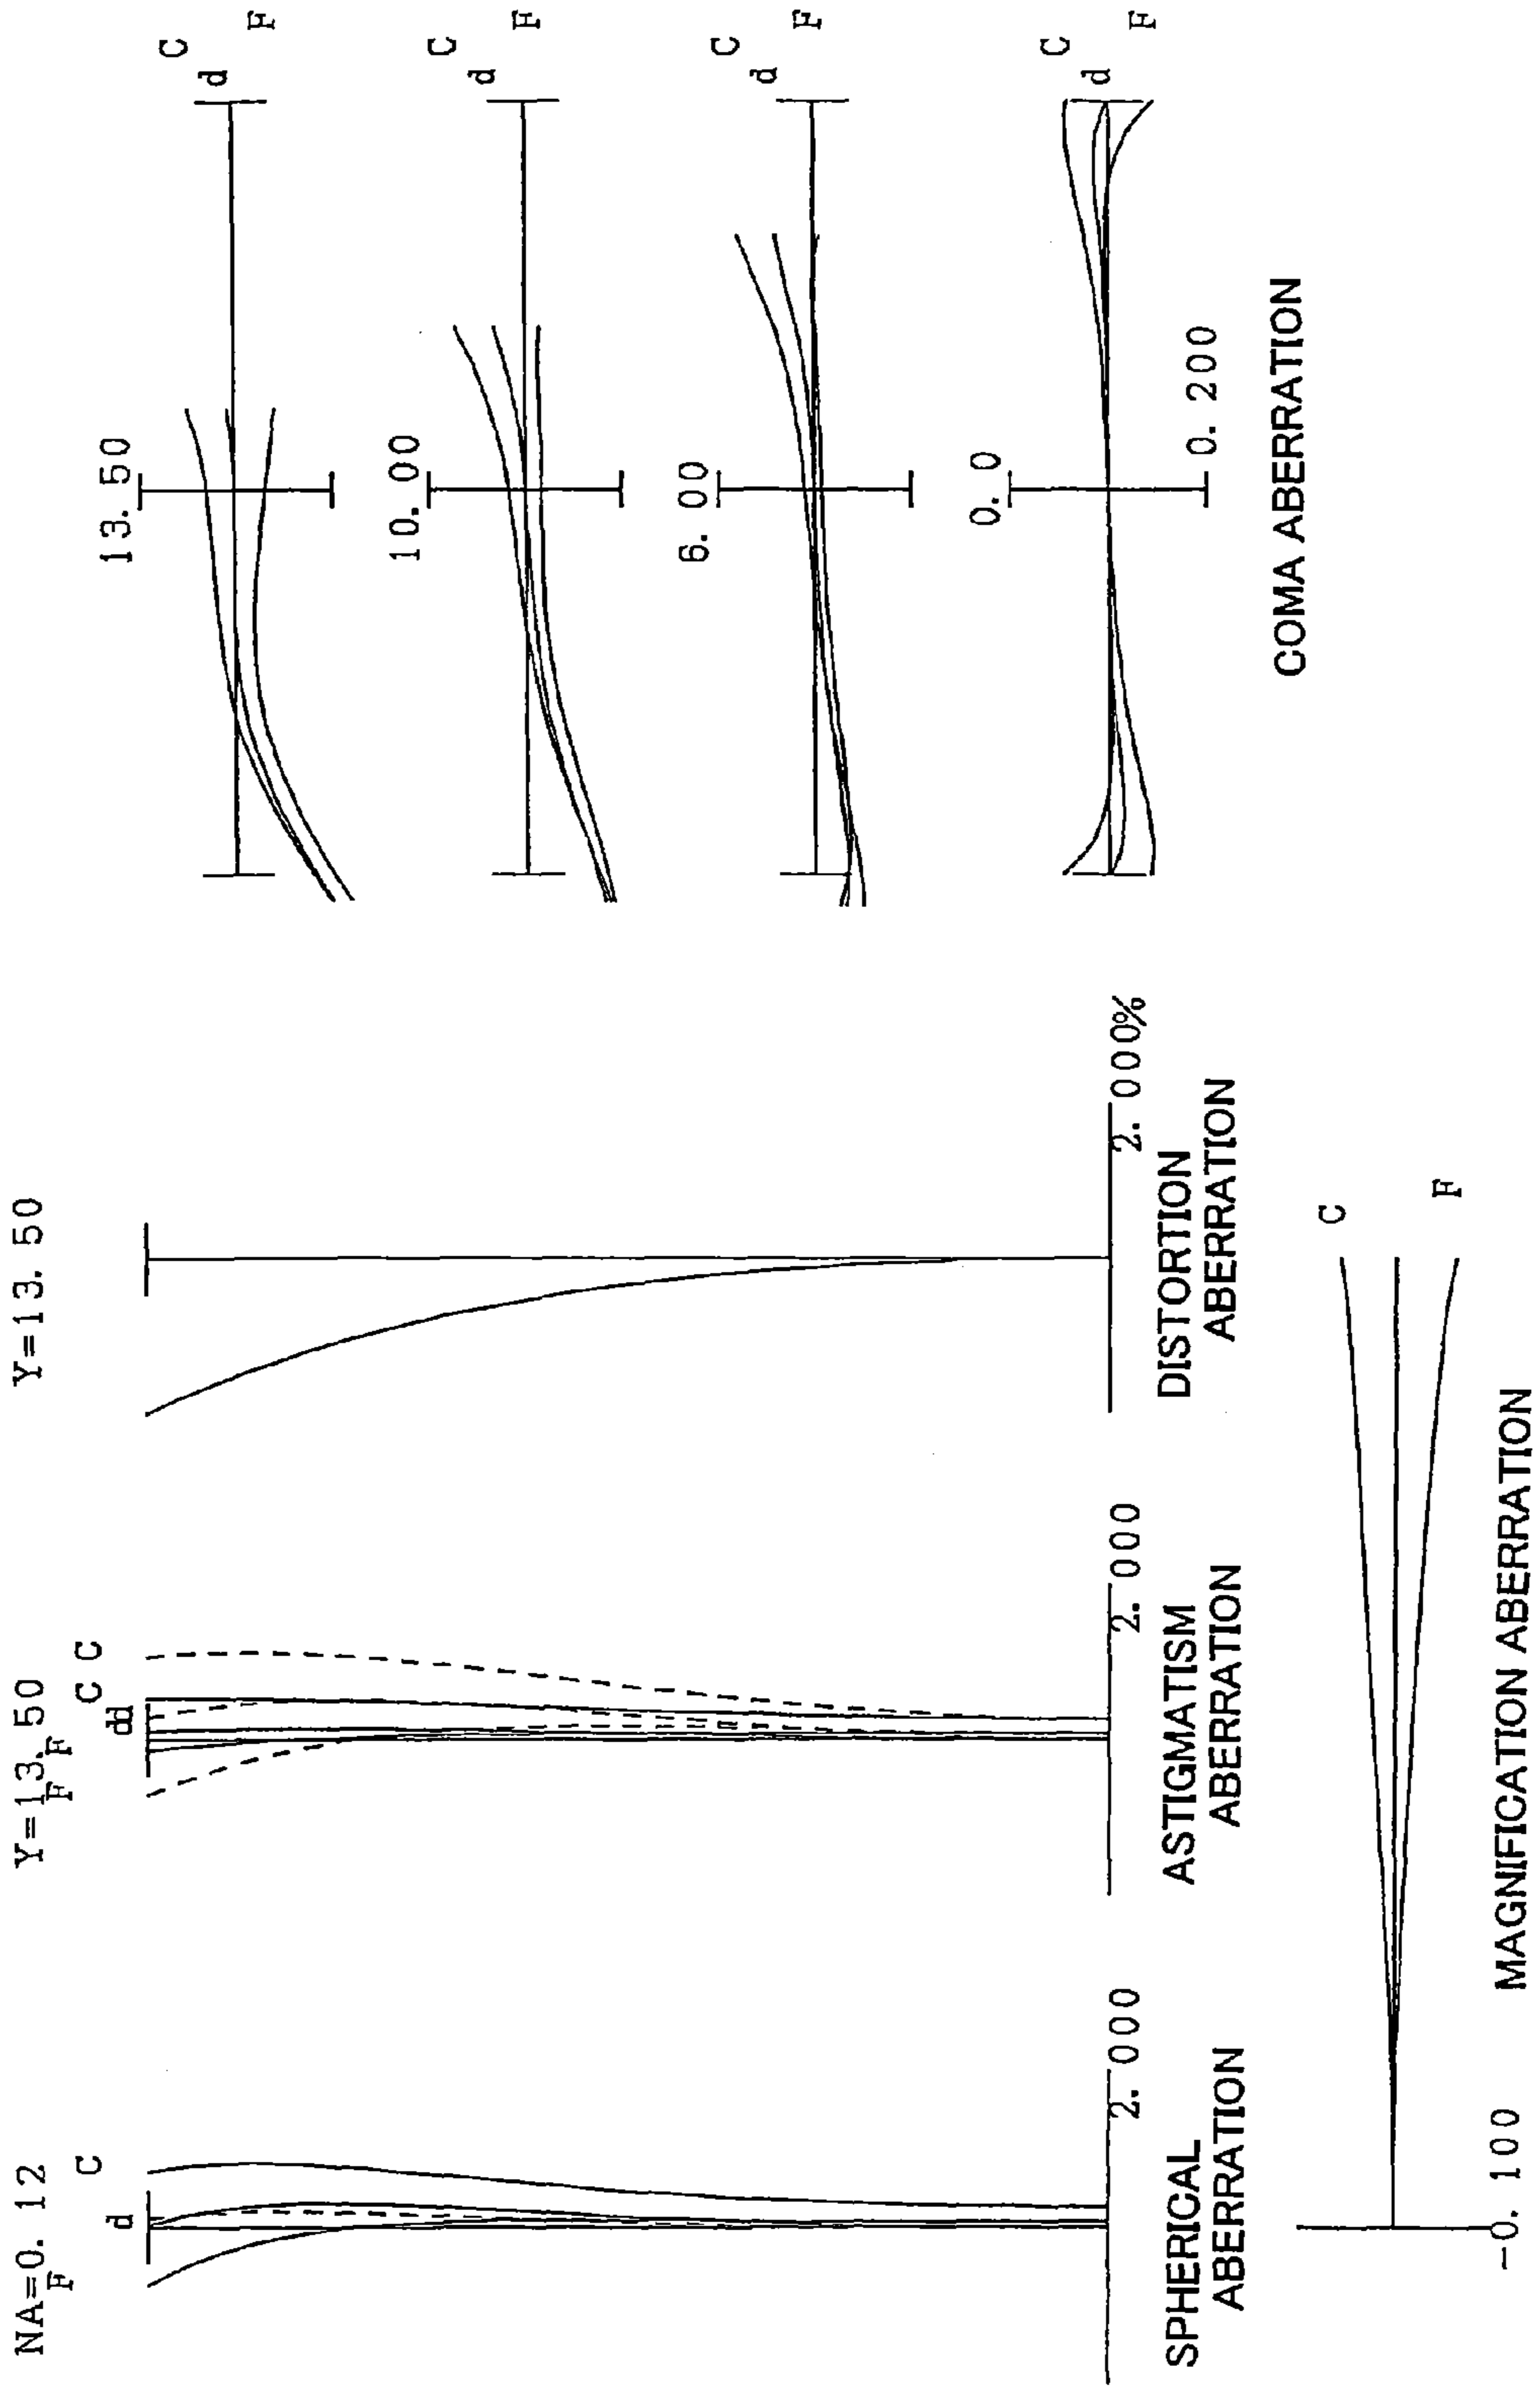 NA=0. 12
F
d
C
2. 000
SPHERICAL
ABERRATION
Y=13. 50
F F
dd
C C
2. 000
ASTIGMATISM
ABERRATION
Y=13. 50
2. 000%
DISTORTION
ABERRATION
13. 50
C
d
F
10. 00
C
d
F
6. 00
C
d
F
0. 0
C
d
F
0. 200
COMA ABERRATION
C
F
-0. 100
MAGNIFICATION ABERRATION